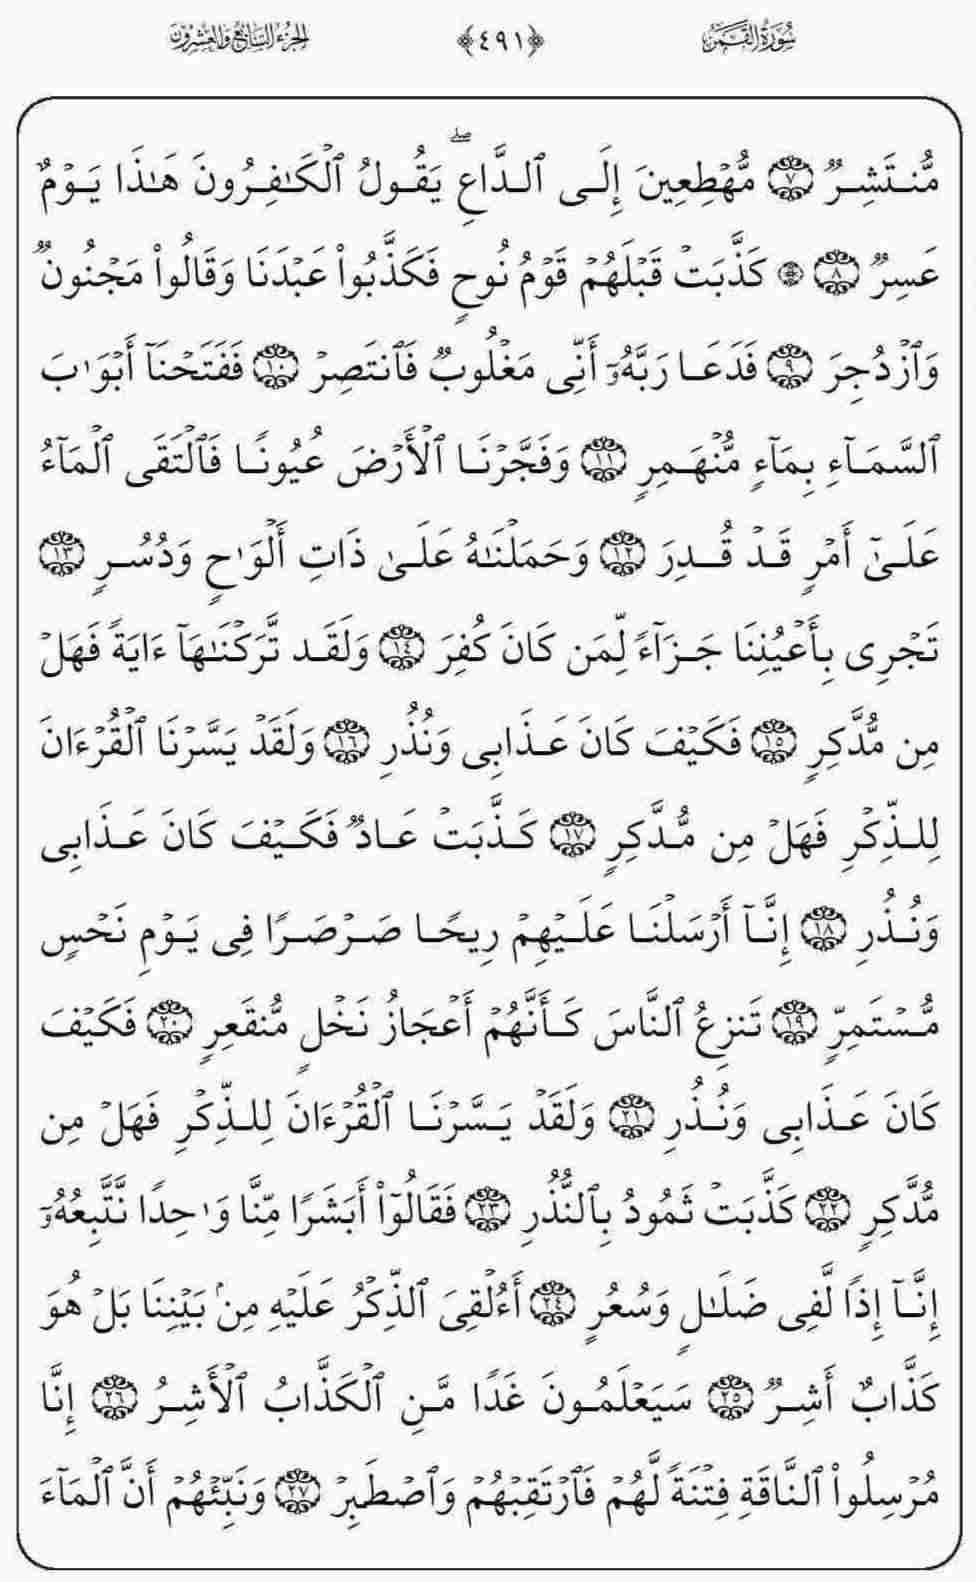 سُورَةُ القَمَر ﴿٤٩١﴾ الجزء السابع والعشرون
مُّنتَشِرٌ ٧ مُّهۡطِعِينَ إِلَى ٱلدَّاعِۖ يَقُولُ ٱلۡكَٰفِرُونَ هَٰذَا يَوۡمٌ
عَسِرٌ ٨ ۞ كَذَّبَتۡ قَبۡلَهُمۡ قَوۡمُ نُوحٍ فَكَذَّبُواْ عَبۡدَنَا وَقَالُواْ مَجۡنُونٌ
وَٱزۡدُجِرَ ٩ فَدَعَا رَبَّهُۥٓ أَنِّى مَغۡلُوبٌ فَٱنتَصِرۡ ١٠ فَفَتَحۡنَآ أَبۡوَٰبَ
ٱلسَّمَآءِ بِمَآءٍ مُّنۡهَمِرٍ ١١ وَفَجَّرۡنَا ٱلۡأَرۡضَ عُيُونًا فَٱلۡتَقَى ٱلۡمَآءُ
عَلَىٰٓ أَمۡرٍ قَدۡ قُدِرَ ١٢ وَحَمَلۡنَٰهُ عَلَىٰ ذَاتِ أَلۡوَٰحٍ وَدُسُرٍ ١٣
تَجۡرِى بِأَعۡيُنِنَا جَزَآءً لِّمَن كَانَ كُفِرَ ١٤ وَلَقَد تَّرَكۡنَٰهَآ ءَايَةً فَهَلۡ
مِن مُّدَّكِرٍ ١٥ فَكَيۡفَ كَانَ عَذَابِى وَنُذُرِ ١٦ وَلَقَدۡ يَسَّرۡنَا ٱلۡقُرۡءَانَ
لِلذِّكۡرِ فَهَلۡ مِن مُّدَّكِرٍ ١٧ كَذَّبَتۡ عَادٌ فَكَيۡفَ كَانَ عَذَابِى
وَنُذُرِ ١٨ إِنَّآ أَرۡسَلۡنَا عَلَيۡهِمۡ رِيحًا صَرۡصَرًا فِى يَوۡمِ نَحۡسٍ
مُّسۡتَمِرٍّ ١٩ تَنزِعُ ٱلنَّاسَ كَأَنَّهُمۡ أَعۡجَازُ نَخۡلٍ مُّنقَعِرٍ ٢٠ فَكَيۡفَ
كَانَ عَذَابِى وَنُذُرِ ٢١ وَلَقَدۡ يَسَّرۡنَا ٱلۡقُرۡءَانَ لِلذِّكۡرِ فَهَلۡ مِن
مُّدَّكِرٍ ٢٢ كَذَّبَتۡ ثَمُودُ بِٱلنُّذُرِ ٢٣ فَقَالُوٓاْ أَبَشَرًا مِّنَّا وَٰحِدًا نَّتَّبِعُهُۥٓ
إِنَّآ إِذًا لَّفِى ضَلَٰلٍ وَسُعُرٍ ٢٤ أَءُلۡقِىَ ٱلذِّكۡرُ عَلَيۡهِ مِنۢ بَيۡنِنَا بَلۡ هُوَ
كَذَّابٌ أَشِرٌ ٢٥ سَيَعۡلَمُونَ غَدًا مَّنِ ٱلۡكَذَّابُ ٱلۡأَشِرُ ٢٦ إِنَّا
مُرۡسِلُواْ ٱلنَّاقَةِ فِتۡنَةً لَّهُمۡ فَٱرۡتَقِبۡهُمۡ وَٱصۡطَبِرۡ ٢٧ وَنَبِّئۡهُمۡ أَنَّ ٱلۡمَآءَ